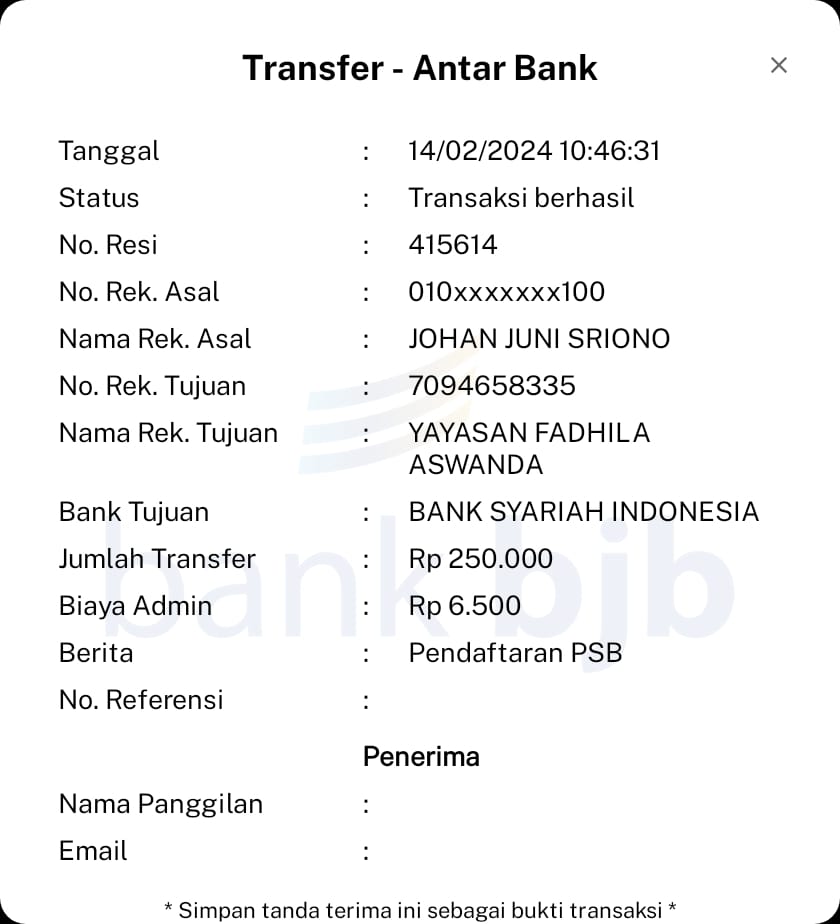 Transfer - Antar Bank
Tanggal : 14/02/2024 10:46:31
Status : Transaksi berhasil
No. Resi : 415614
No. Rek. Asal : 010xxxxxxx100
Nama Rek. Asal : JOHAN JUNI SRIONO
No. Rek. Tujuan : 7094658335
Nama Rek. Tujuan : YAYASAN FADHILA
ASWANDA
Bank Tujuan : BANK SYARIAH INDONESIA
Jumlah Transfer : Rp 250.000
Biaya Admin : Rp 6.500
bank bjb
Berita : Pendaftaran PSB
No. Referensi :
Penerima
Nama Panggilan :
Email :
* Simpan tanda terima ini sebagai bukti transaksi *